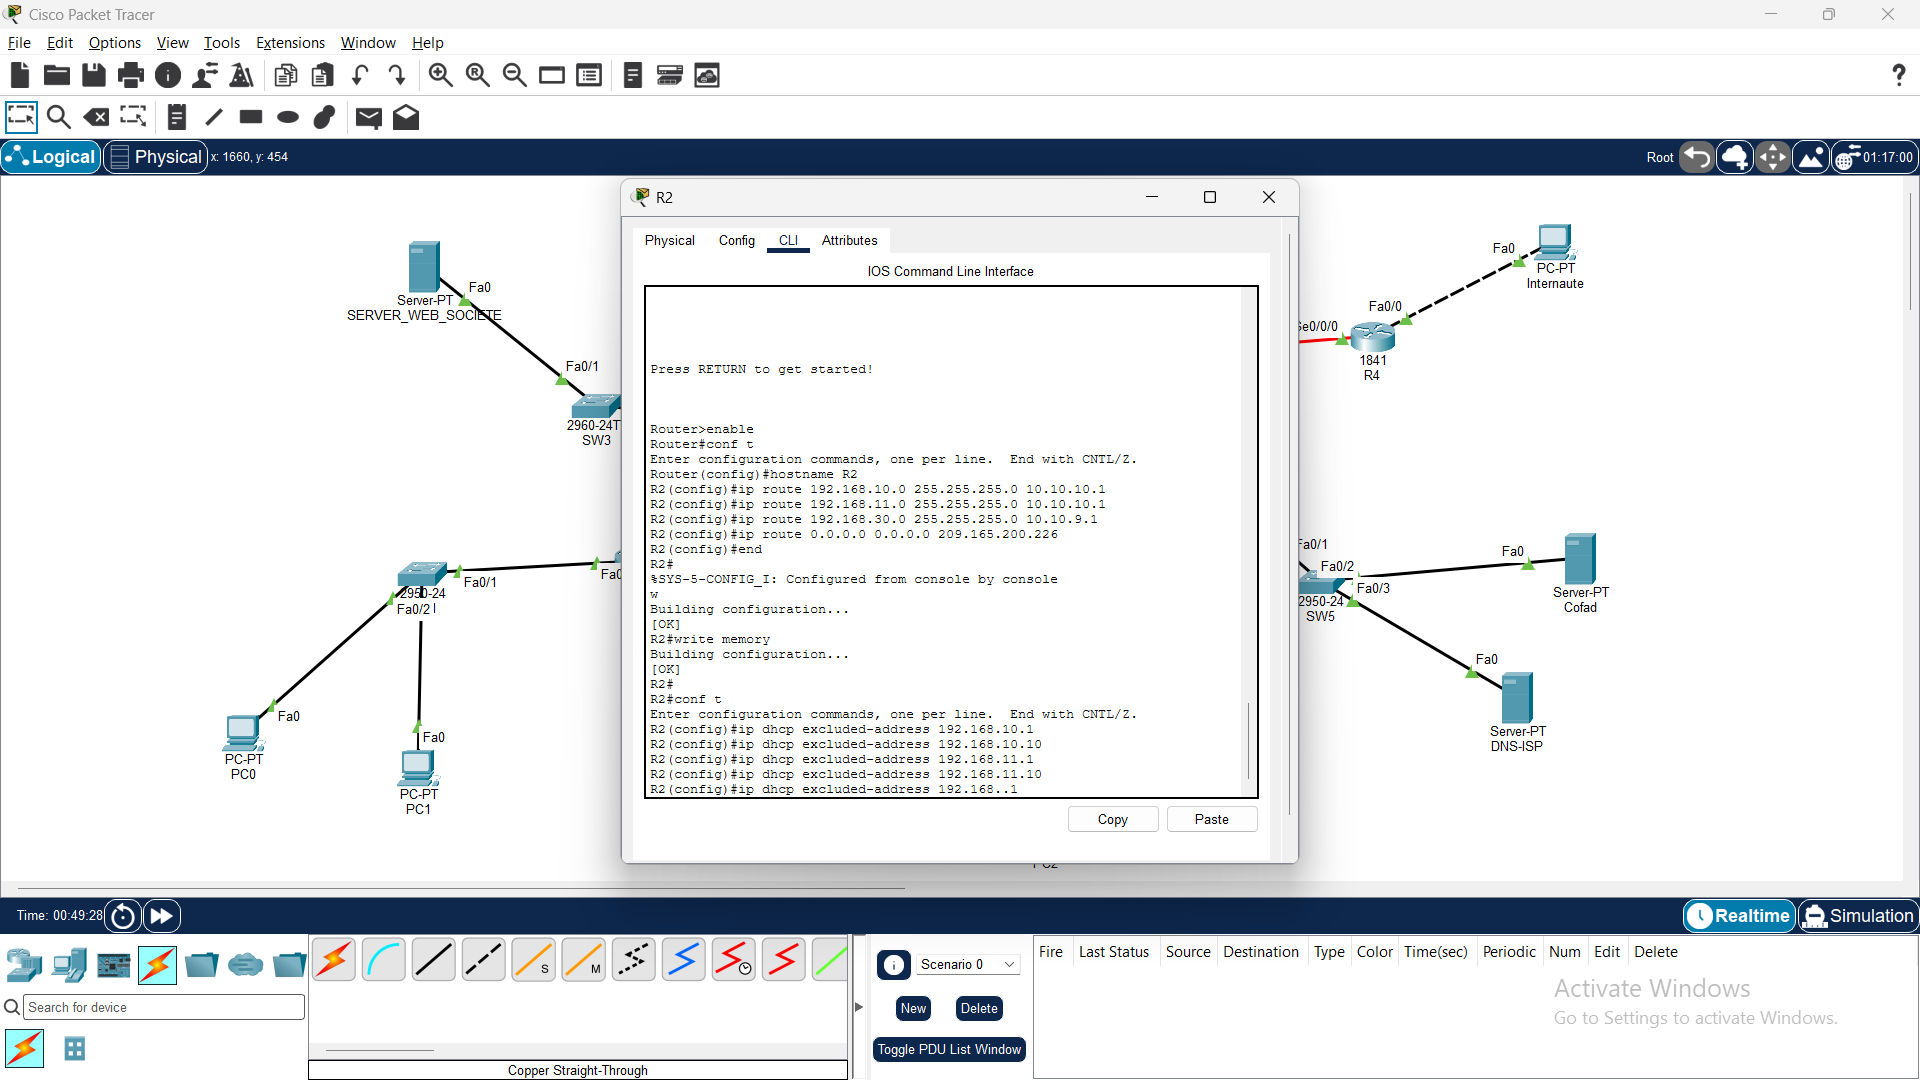 Cisco Packet Tracer
File Edit Options View Tools Extensions Window Help
Logical Physical x: 1660, y: 454
Root 01:17:00
R2
Physical Config CLI Attributes
IOS Command Line Interface
Press RETURN to get started!
Router>enable
Router#conf t
Enter configuration commands, one per line.  End with CNTL/Z.
Router(config)#hostname R2
R2(config)#ip route 192.168.10.0 255.255.255.0 10.10.10.1
R2(config)#ip route 192.168.11.0 255.255.255.0 10.10.10.1
R2(config)#ip route 192.168.30.0 255.255.255.0 10.10.9.1
R2(config)#ip route 0.0.0.0 0.0.0.0 209.165.200.226
R2(config)#end
R2#
%SYS-5-CONFIG_I: Configured from console by console
w
Building configuration...
[OK]
R2#write memory
Building configuration...
[OK]
R2#
R2#conf t
Enter configuration commands, one per line.  End with CNTL/Z.
R2(config)#ip dhcp excluded-address 192.168.10.1
R2(config)#ip dhcp excluded-address 192.168.10.10
R2(config)#ip dhcp excluded-address 192.168.11.1
R2(config)#ip dhcp excluded-address 192.168.11.10
R2(config)#ip dhcp excluded-address 192.168..1
Copy Paste
Fa0
Server-PT
SERVER_WEB_SOCIETE
Fa0/1
2960-24T
SW3
Fa0/1
2950-24
Fa0/2
Fa0
PC-PT
PC0
Fa0
PC-PT
PC1
Fa0
PC-PT
Internaute
Fa0/0
Se0/0/0
1841
R4
Fa0/1
Fa0/2
Fa0/3
2950-24
SW5
Fa0
Server-PT
Cofad
Fa0
Server-PT
DNS-ISP
PC2
Time: 00:49:28
Realtime Simulation
Search for device
S
M
Copper Straight-Through
Scenario 0
New Delete
Toggle PDU List Window
Fire Last Status Source Destination Type Color Time(sec) Periodic Num Edit Delete
Activate Windows
Go to Settings to activate Windows.